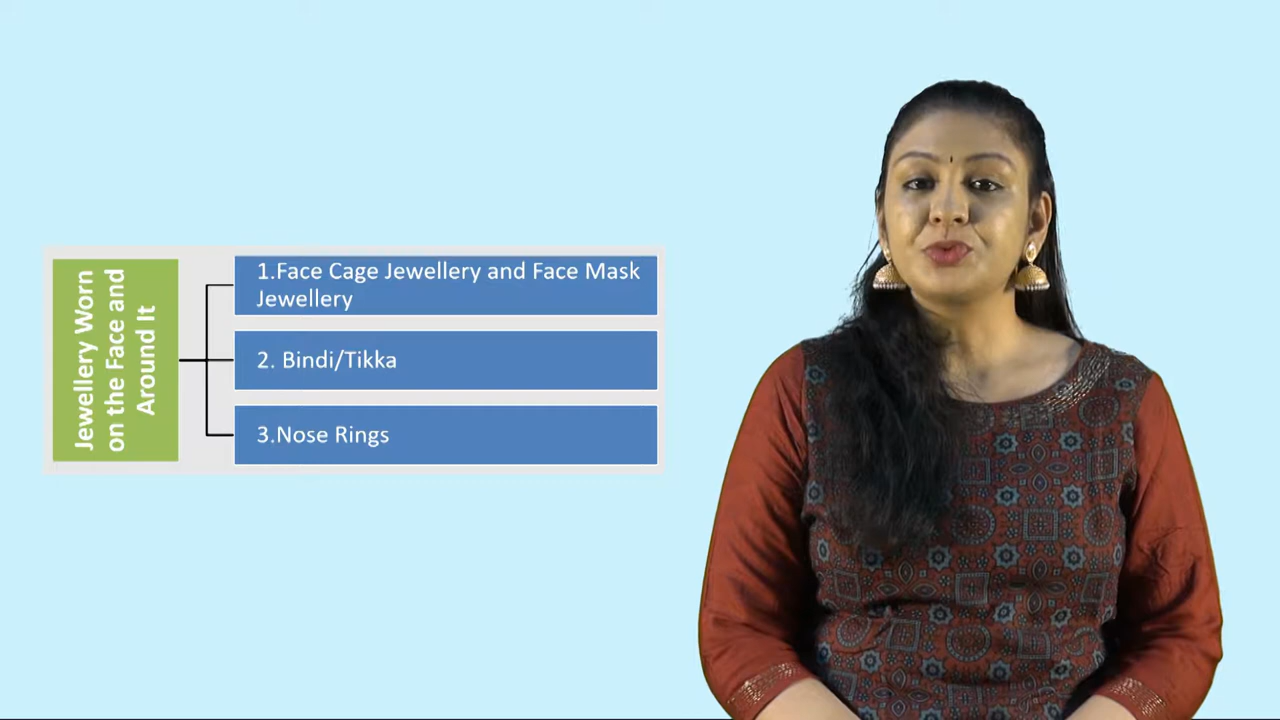 Jewellery Worn
on the Face and
Around It
1.Face Cage Jewellery and Face Mask
Jewellery
2. Bindi/Tikka
3.Nose Rings